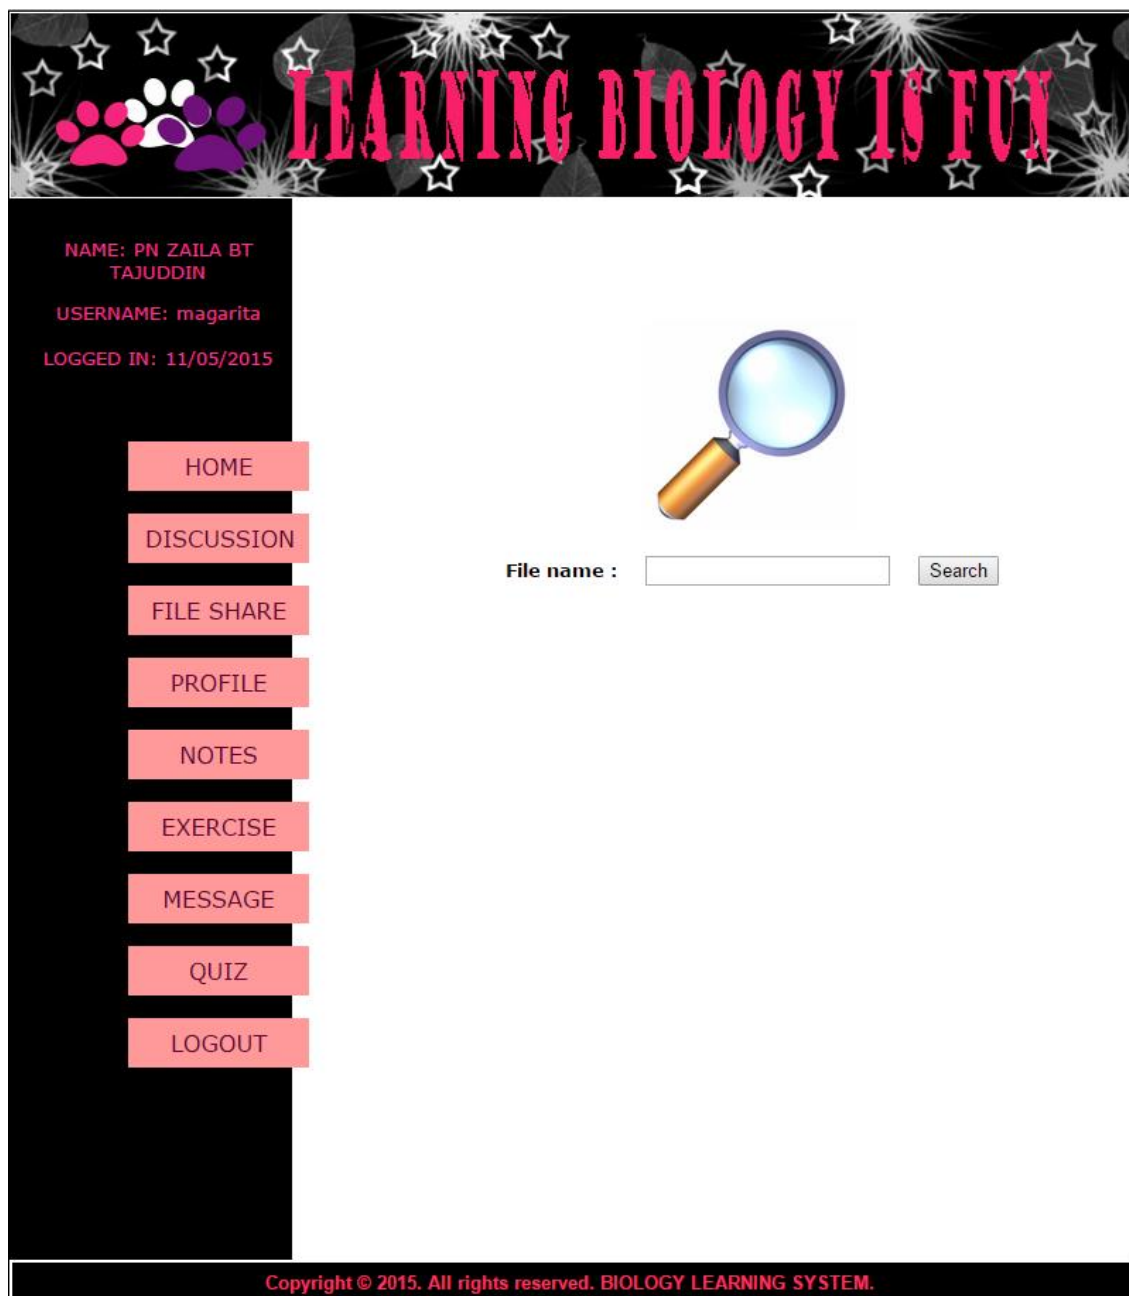 LEARNING BIOLOGY IS FUN
NAME: PN ZAILA BT
TAJUDDIN
USERNAME: magarita
LOGGED IN: 11/05/2015
HOME
DISCUSSION
FILE SHARE
PROFILE
NOTES
EXERCISE
MESSAGE
QUIZ
LOGOUT
File name :
Search
Copyright © 2015. All rights reserved. BIOLOGY LEARNING SYSTEM.